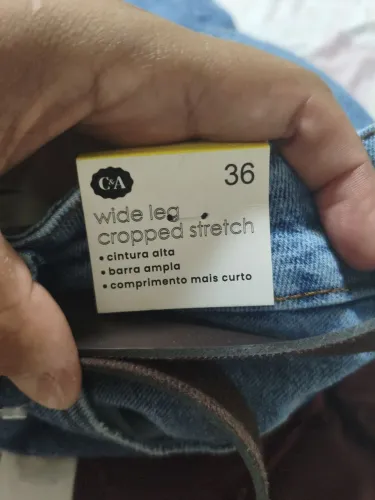 C&A
36
wide leg
cropped stretch
• cintura alta
• barra ampla
• comprimento mais curto